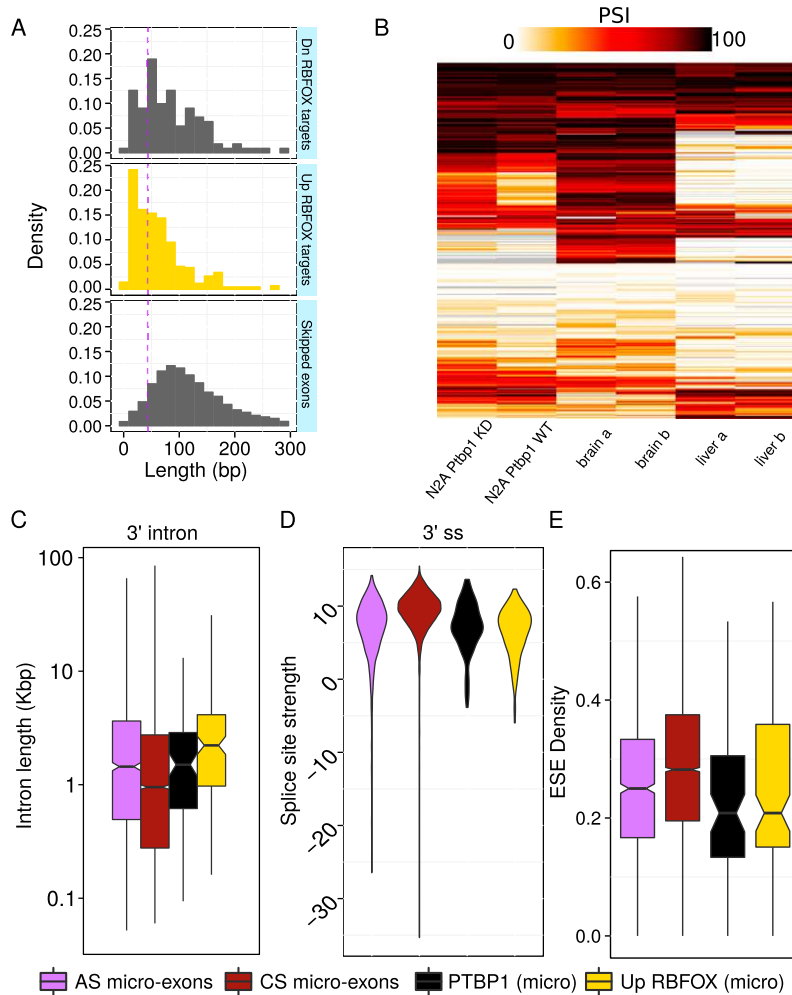 A
0.25
0.20
0.15
0.10
0.05
0.00
Dn RBFOX targets
0.25
0.20
0.15
0.10
0.05
0.00
Up RBFOX targets
0.25
0.20
0.15
0.10
0.05
0.00
Skipped exons
Density
0 100 200 300
Length (bp)
B
PSI
0 100
N2A Ptbp1 KD
N2A Ptbp1 WT
brain a
brain b
liver a
liver b
C
3' intron
100
10
1
0.1
Intron length (Kbp)
D
3' ss
10
0
−10
−20
−30
Splice site strength
E
0.6
0.4
0.2
0.0
ESE Density
AS micro-exons CS micro-exons PTBP1 (micro) Up RBFOX (micro)